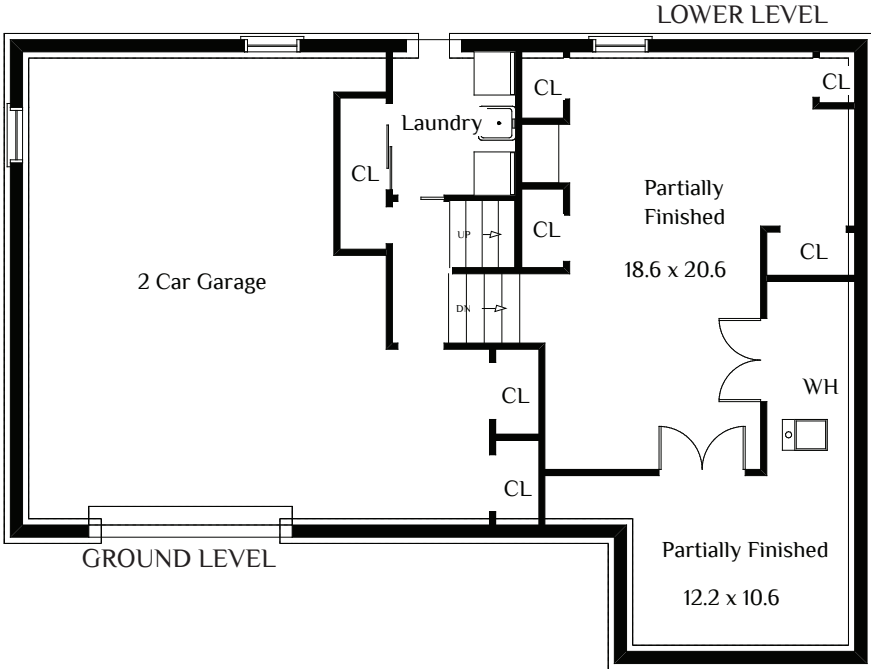 LOWER LEVEL
CL
CL
Laundry
CL
Partially
Finished
CL
UP
CL
18.6 x 20.6
2 Car Garage
DN
WH
CL
CL
Partially Finished
GROUND LEVEL
12.2 x 10.6